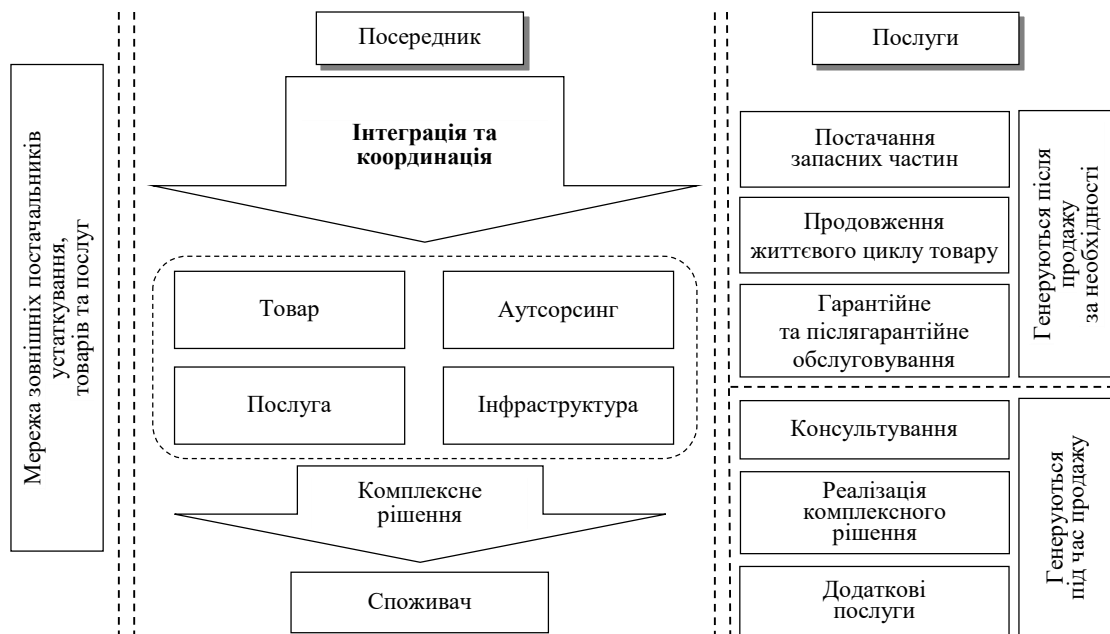 Мережа зовнішніх постачальників
устаткування,
товарів та послуг
Посередник
Інтеграція та
координація
Товар
Аутсорсинг
Послуга
Інфраструктура
Комплексне
рішення
Споживач
Послуги
Постачання
запасних частин
Продовження
життєвого циклу товару
Гарантійне
та післягарантійне
обслуговування
Генеруються після
продажу
за необхідності
Консультування
Реалізація
комплексного
рішення
Додаткові
послуги
Генеруються
під час продажу